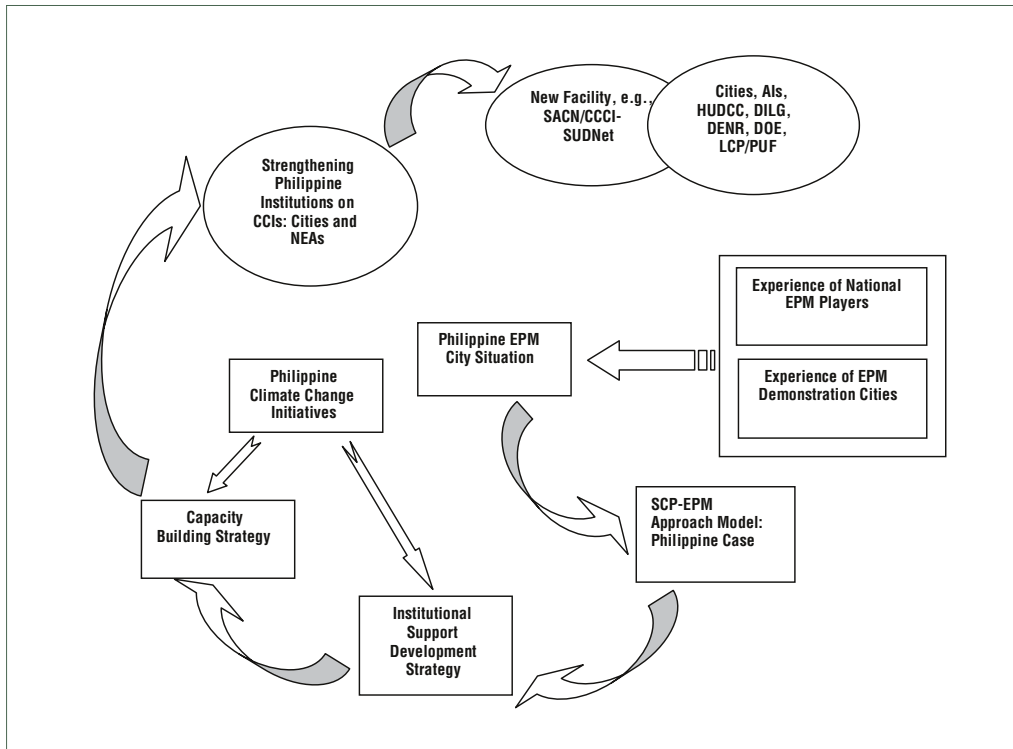 New Facility, e.g.,
SACN/CCCI-
SUDNet
Cities, AIs,
HUDCC, DILG,
DENR, DOE,
LCP/PUF
Strengthening
Philippine
Institutions on
CCIs: Cities and
NEAs
Experience of National
EPM Players
Philippine EPM
City Situation
Experience of EPM
Demonstration Cities
Philippine
Climate Change
Initiatives
Capacity
Building Strategy
SCP-EPM
Approach Model:
Philippine Case
Institutional
Support
Development
Strategy